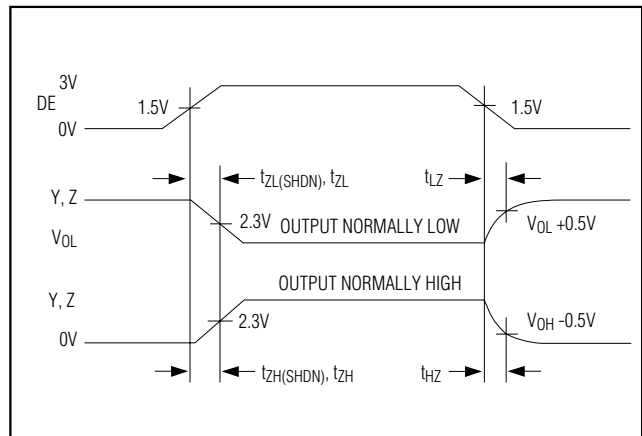 3V
DE
1.5V
1.5V
0V
tZL(SHDN), tZL
tLZ
Y, Z
2.3V
OUTPUT NORMALLY LOW
VOL +0.5V
VOL
OUTPUT NORMALLY HIGH
Y, Z
2.3V
VOH -0.5V
0V
tZH(SHDN), tZH
tHZ